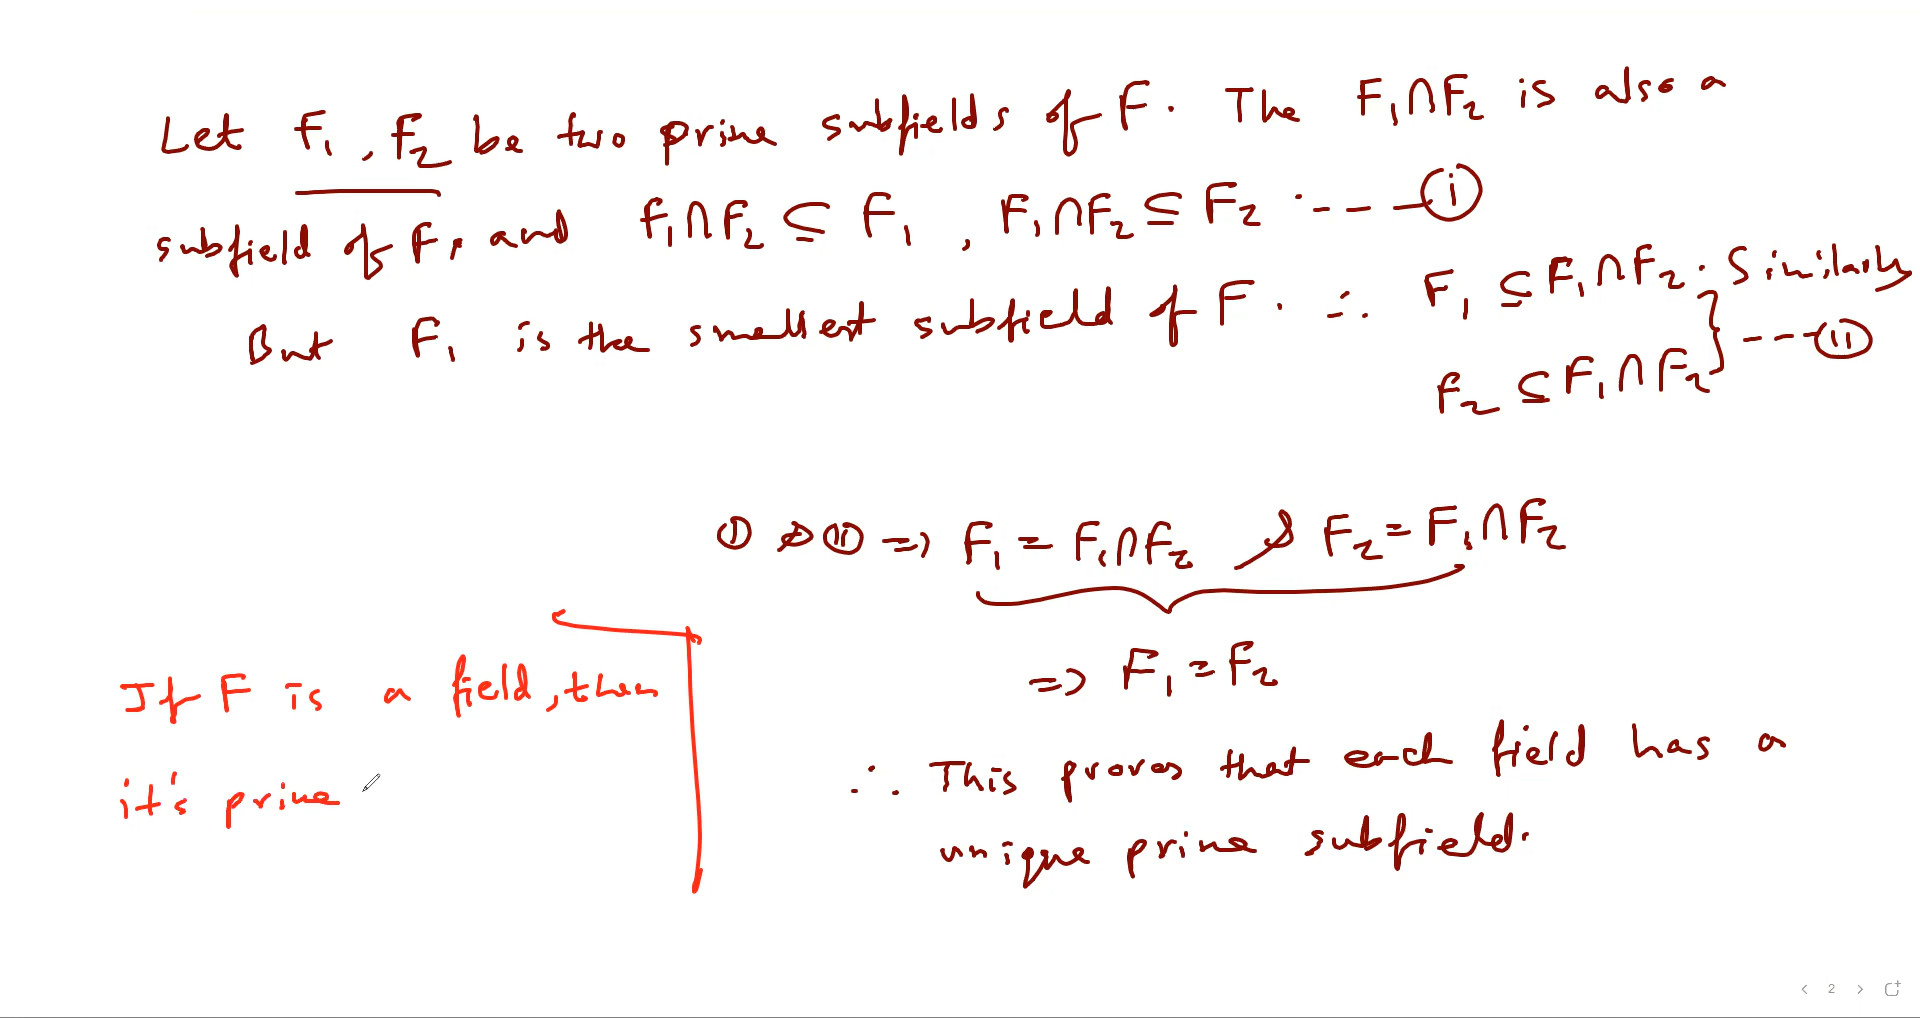 Let F₁, F₂ be two prime subfields of F. The F₁∩F₂ is also a
subfield of F, and F₁∩F₂ ⊆ F₁, F₁∩F₂ ⊆ F₂ ---- (i)
But F₁ is the smallest subfield of F. ∴ F₁ ⊆ F₁∩F₂. Similarly
F₂ ⊆ F₁∩F₂ } ---- (ii)
(i) & (ii) => F₁ = F₁∩F₂ & F₂ = F₁∩F₂
=> F₁ = F₂
∴ This proves that each field has a
unique prime subfield.
If F is a field, then
it's prime
2